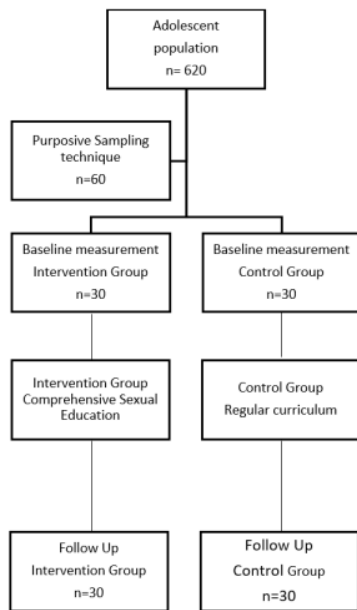 Adolescent
population
n= 620
Purposive Sampling
technique
n=60
Baseline measurement
Intervention Group
n=30
Baseline measurement
Control Group
n=30
Intervention Group
Comprehensive Sexual
Education
Control Group
Regular curriculum
Follow Up
Intervention Group
n=30
Follow Up
Control Group
n=30